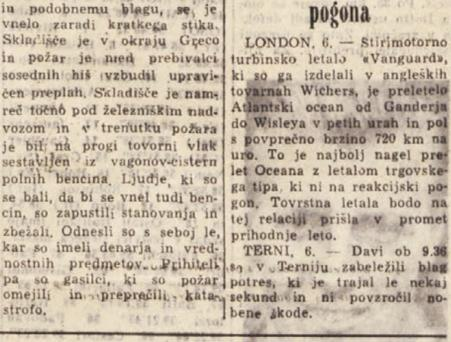 in podobnemu blagu, se je
vnelo zaradi kratkega stika.
Skladišče je v okraju Greco
in požar je med prebivalci
sosednih hiš vzbudil upravi-
čen preplah. Skladišče je nam-
reč točno pod železniškim nad-
vozom in v trenutku požara
je bil na progi tovorni vlak
sestavljen iz vagonov-cistern
polnih bencina. Ljudje, ki so
se bali, da bi se vnel tudi ben-
cin, so zapustili stanovanja in
zbežali. Odnesli so s seboj le,
kar so imeli denarja in vred-
nostnih predmetov. Prihiteli
pa so gasilci, ki so požar
omejili in preprečili kata-
strofo.
pogona
LONDON, 6. — Štirimotorno
turbinsko letalo «Vanguard»,
ki so ga izdelali v angleških
tovarnah Wichers, je preletelo
Atlantski ocean od Ganderja
do Wisleya v petih urah in pol
s povprečno brzino 720 km na
uro. To je najbolj nagel pre-
let Oceana z letalom trgovske-
ga tipa, ki ni na reakcijski po-
gon. Tovrstna letala bodo na
tej relaciji prišla v promet
prihodnje leto.
TERNI, 6. — Davi ob 9.36
so v Terniju zabeležili blag
potres, ki je trajal le nekaj
sekund in ni povzročil no-
bene škode.